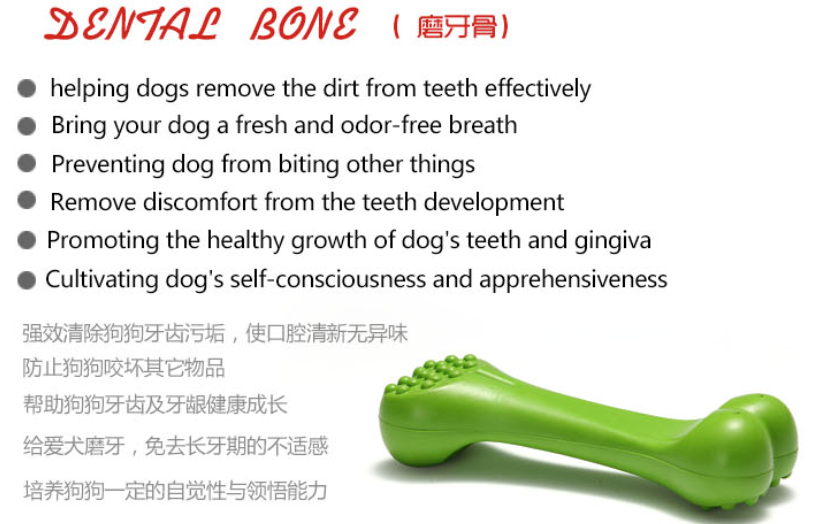 DENTAL BONE (磨牙骨)
helping dogs remove the dirt from teeth effectively
Bring your dog a fresh and odor-free breath
Preventing dog from biting other things
Remove discomfort from the teeth development
Promoting the healthy growth of dog's teeth and gingiva
Cultivating dog's self-consciousness and apprehensiveness
强效清除狗狗牙齿污垢，使口腔清新无异味
防止狗狗咬坏其它物品
帮助狗狗牙齿及牙龈健康成长
给爱犬磨牙，免去长牙期的不适感
培养狗狗一定的自觉性与领悟能力